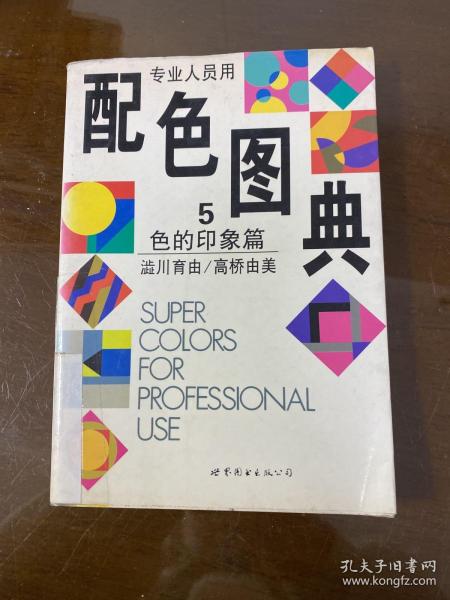 专业人员用
配色图典
5
色的印象篇
澁川育由/高桥由美
SUPER
COLORS
FOR
PROFESSIONAL
USE
世界图书出版公司
孔夫子旧书网
www.kongfz.com